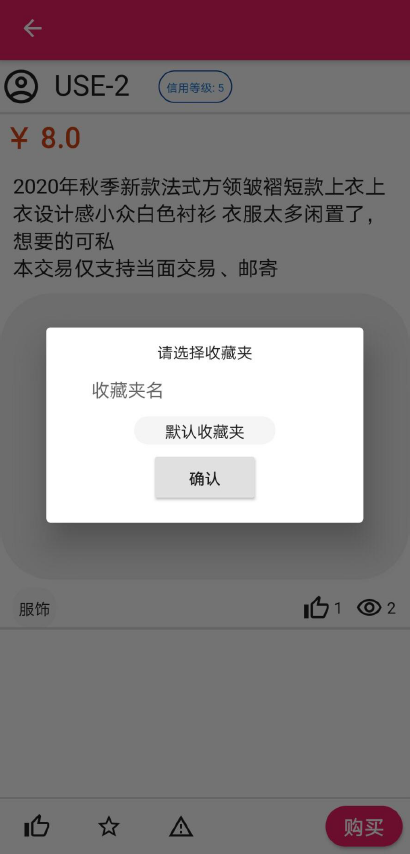 USE-2
信用等级: 5
¥ 8.0
2020年秋季新款法式方领皱褶短款上衣上
衣设计感小众白色衬衫 衣服太多闲置了,
想要的可私
本交易仅支持当面交易、邮寄
请选择收藏夹
收藏夹名
默认收藏夹
确认
服饰
1
2
购买